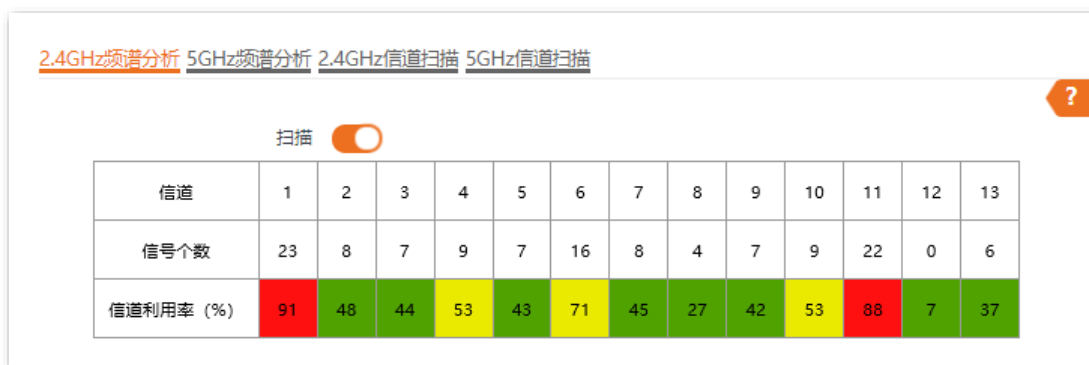 2.4GHz频谱分析 5GHz频谱分析 2.4GHz信道扫描 5GHz信道扫描
?
扫描
信道 1 2 3 4 5 6 7 8 9 10 11 12 13
信号个数 23 8 7 9 7 16 8 4 7 9 22 0 6
信道利用率 (%) 91 48 44 53 43 71 45 27 42 53 88 7 37